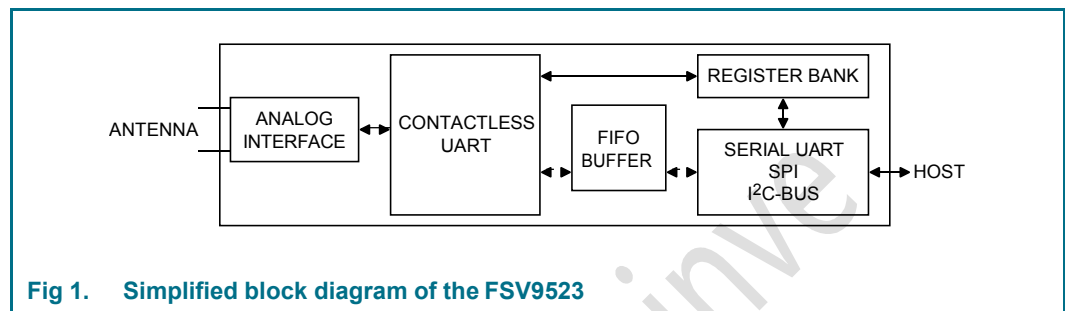 ANTENNA
ANALOG
INTERFACE
CONTACTLESS
UART
FIFO
BUFFER
REGISTER BANK
SERIAL UART
SPI
I2C-BUS
HOST
inve
Fig 1. Simplified block diagram of the FSV9523